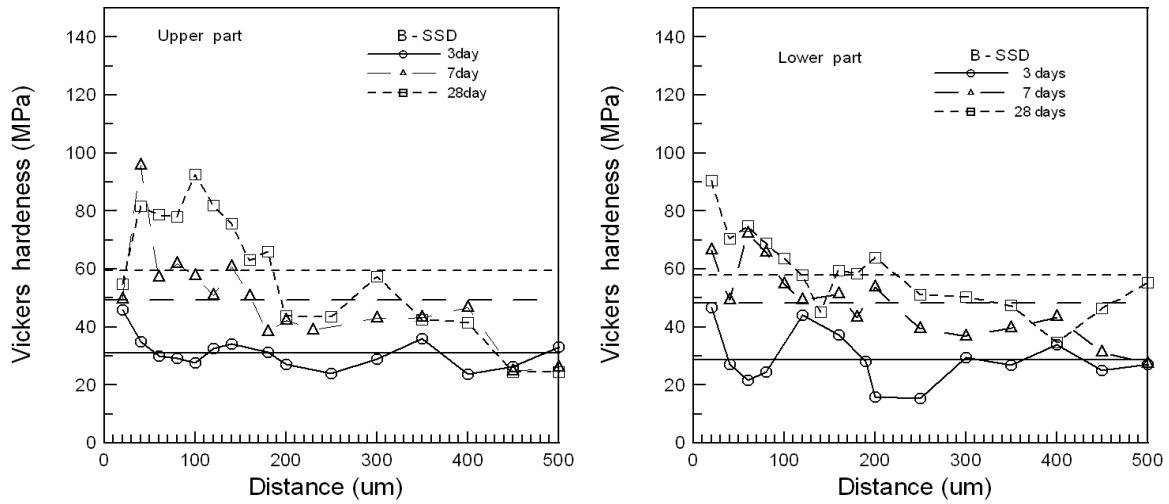 Upper part
B - SSD
3day
7day
28day
Vickers hardeness (MPa)
140
120
100
80
60
40
20
0
0 100 200 300 400 500
Distance (um)
Lower part
B - SSD
3 days
7 days
28 days
Vickers hardeness (MPa)
140
120
100
80
60
40
20
0
0 100 200 300 400 500
Distance (um)